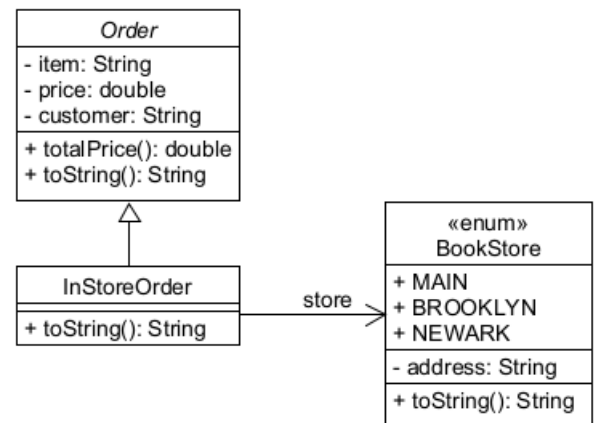 Order
- item: String
- price: double
- customer: String
+ totalPrice(): double
+ toString(): String
InStoreOrder
+ toString(): String
store
«enum»
BookStore
+ MAIN
+ BROOKLYN
+ NEWARK
- address: String
+ toString(): String